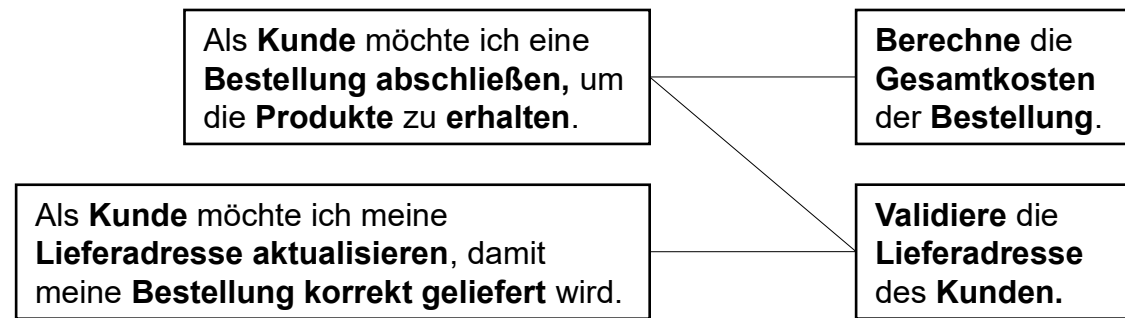 Als Kunde möchte ich eine
Bestellung abschließen, um
die Produkte zu erhalten.
Berechne die
Gesamtkosten
der Bestellung.
Als Kunde möchte ich meine
Lieferadresse aktualisieren, damit
meine Bestellung korrekt geliefert wird.
Validiere die
Lieferadresse
des Kunden.